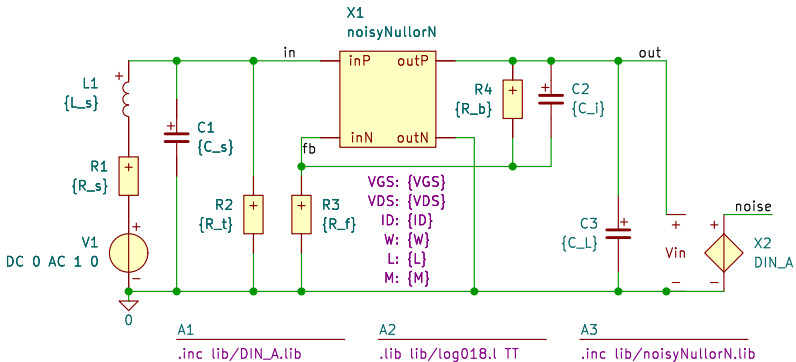 X1
noisyNullorN
in
out
inP
outP
inN
outN
fb
L1
{L_s}
C1
{C_s}
R1
{R_s}
V1
DC 0 AC 1 0
R2
{R_t}
R3
{R_f}
R4
{R_b}
C2
{C_i}
VGS: {VGS}
VDS: {VDS}
ID: {ID}
W: {W}
L: {L}
M: {M}
C3
{C_L}
Vin
noise
X2
DIN_A
0
A1
.inc lib/DIN_A.lib
A2
.lib lib/log018.l TT
A3
.inc lib/noisyNullorN.lib